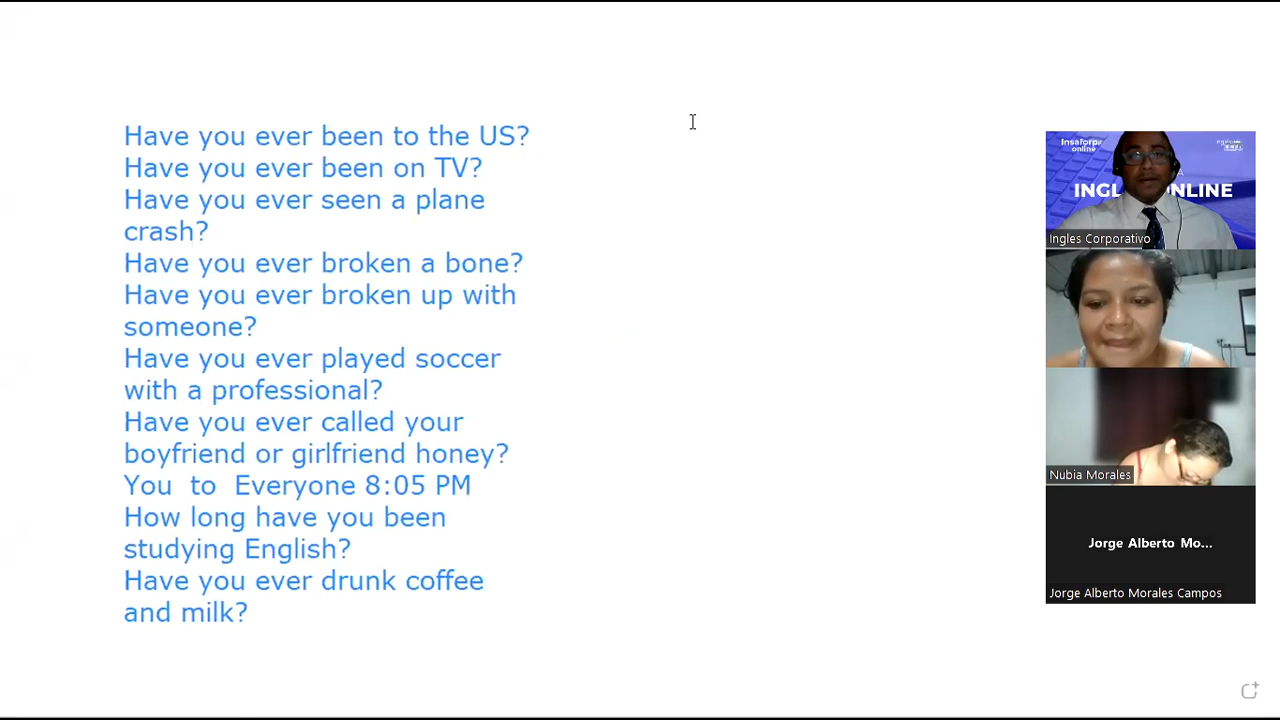 Have you ever been to the US?
Have you ever been on TV?
Have you ever seen a plane
crash?
Have you ever broken a bone?
Have you ever broken up with
someone?
Have you ever played soccer
with a professional?
Have you ever called your
boyfriend or girlfriend honey?
You to Everyone 8:05 PM
How long have you been
studying English?
Have you ever drunk coffee
and milk?
Insaforp
online
INGL NLINE
Ingles Corporativo
Nubia Morales
Jorge Alberto Mo...
Jorge Alberto Morales Campos